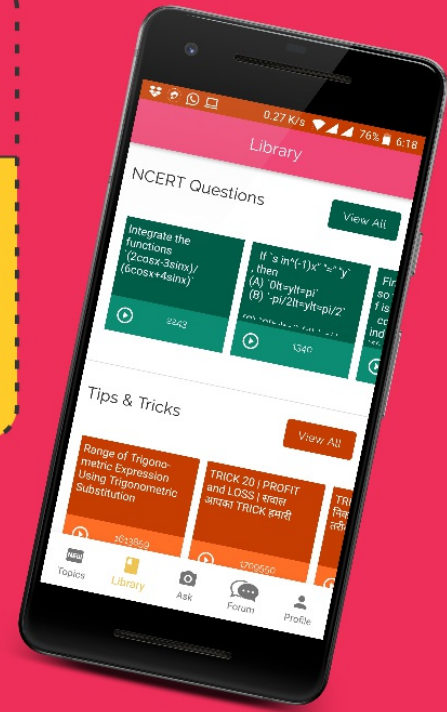 0.27 K/s 76% 6:18
Library
NCERT Questions
View All
Integrate the
functions
`(2cosx-3sinx)/
(6cosx+4sinx)`
2243
If `s in^(-1)x" "=" "y`
, then
(A) `0lt=ylt=pi`
(B) `-pi/2lt=ylt=pi/2`
1340
Tips & Tricks
View All
Range of Trigono-
metric Expression
Using Trigonometric
Substitution
1613859
TRICK 20 | PROFIT
and LOSS | सवाल
आपका TRICK हमारी
1709550
NEW
Topics
Library
Ask
Forum
Profile